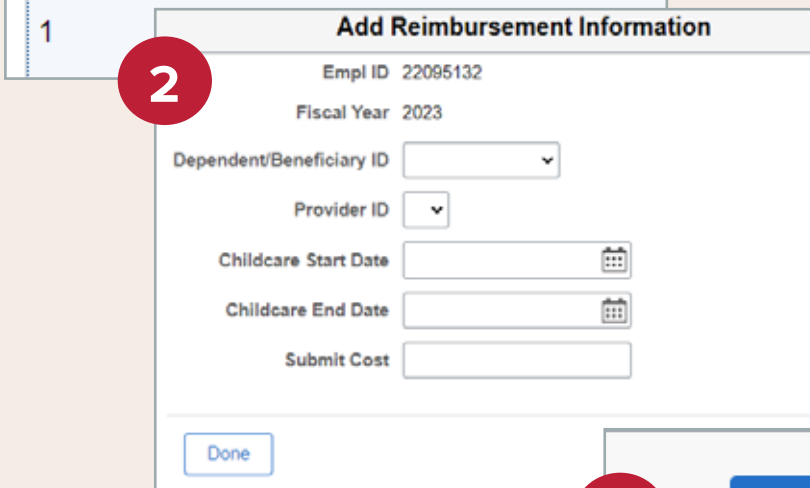 1
Add Reimbursement Information
2
Empl ID 22095132
Fiscal Year 2023
Dependent/Beneficiary ID
Provider ID
Childcare Start Date
Childcare End Date
Submit Cost
Done